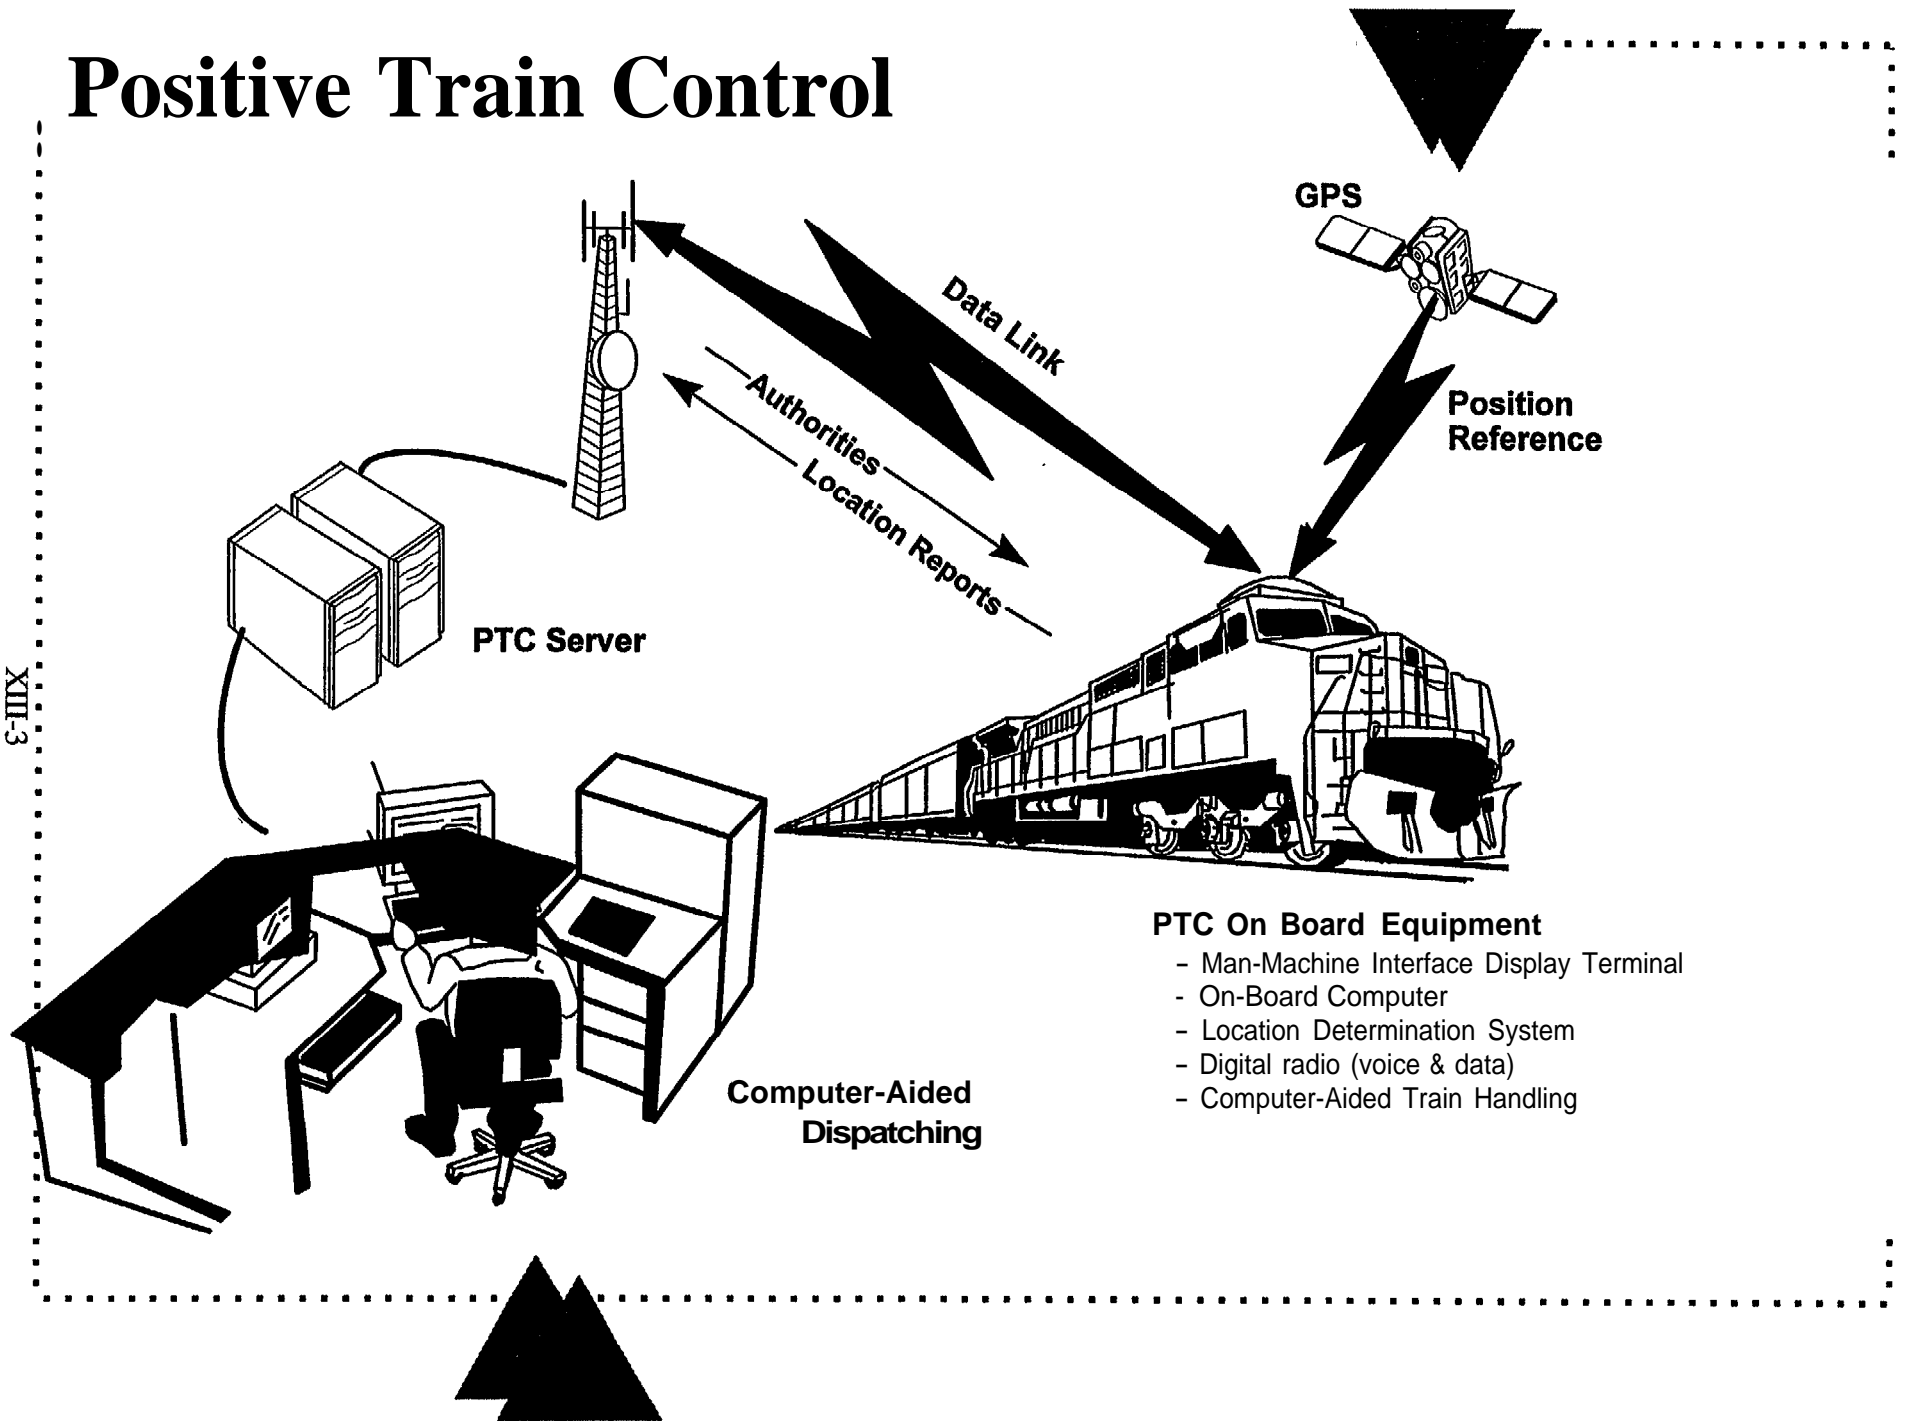 Positive Train Control
GPS
Data Link
Position
Reference
Authorities
Location Reports
PTC Server
XIII-3
PTC On Board Equipment
- Man-Machine Interface Display Terminal
- On-Board Computer
- Location Determination System
- Digital radio (voice & data)
- Computer-Aided Train Handling
Computer-Aided
Dispatching